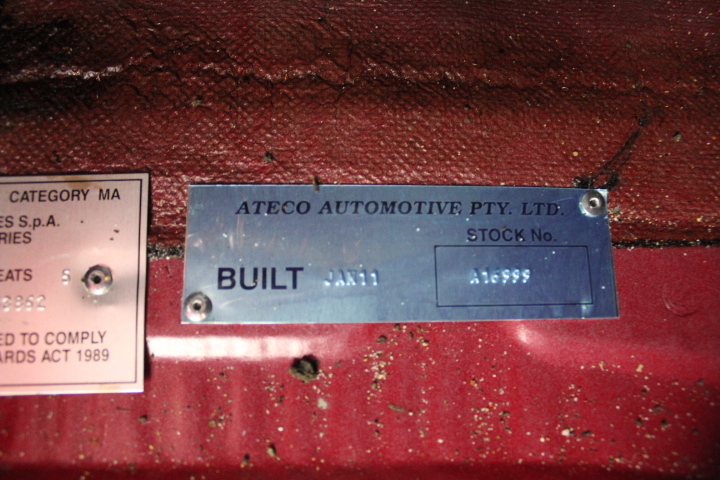 CATEGORY MA
ES S.p.A.
RIES
EATS 5
2862
ED TO COMPLY
ARDS ACT 1989
ATECO AUTOMOTIVE PTY. LTD.
STOCK No.
BUILT JAN11 A16999